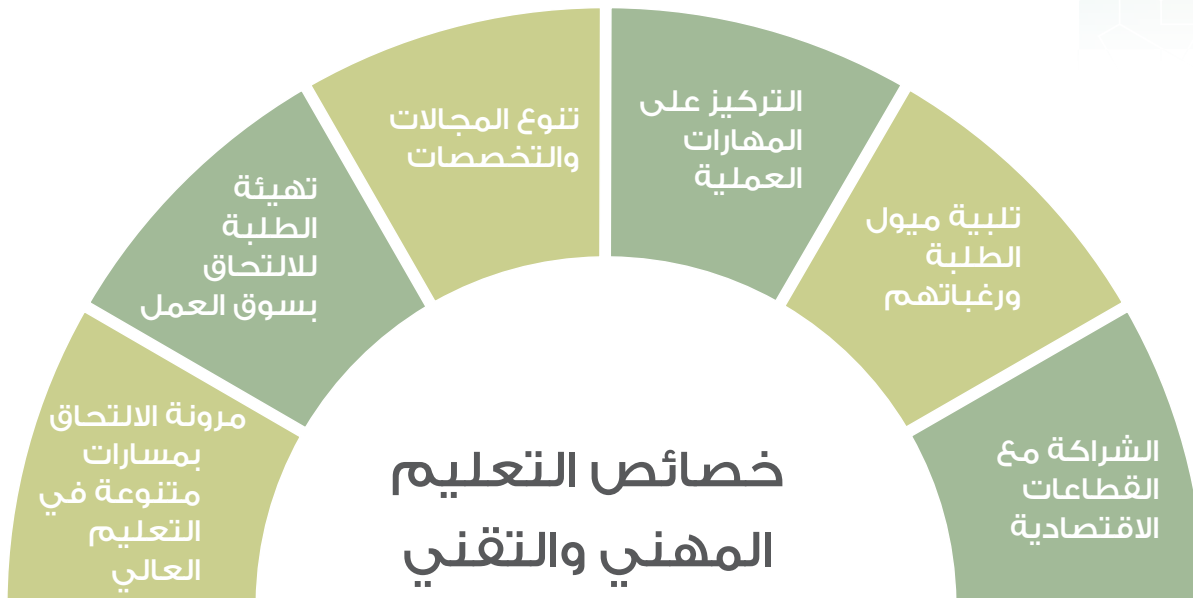 خصائص التعليم
المهني والتقني
الشراكة مع
القطاعات
الاقتصادية
تلبية ميول
الطلبة
ورغباتهم
التركيز على
المهارات
العملية
تنوع المجالات
والتخصصات
تهيئة
الطلبة
للالتحاق
بسوق العمل
مرونة الالتحاق
بمسارات
متنوعة في
التعليم
العالي